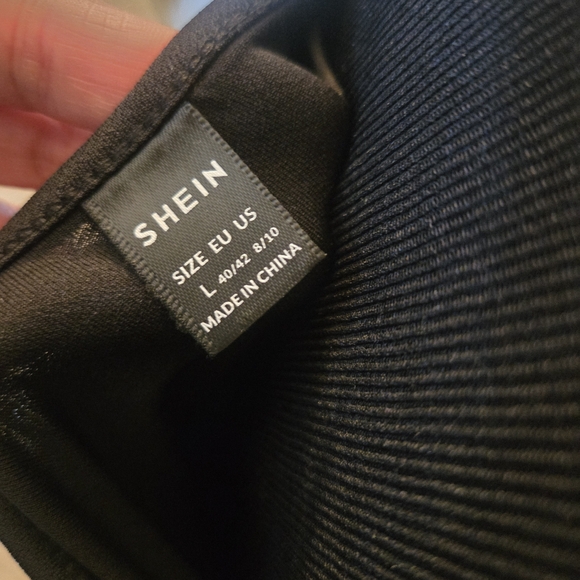 SHEIN
SIZE EU US
L 40/42 8/10
MADE IN CHINA